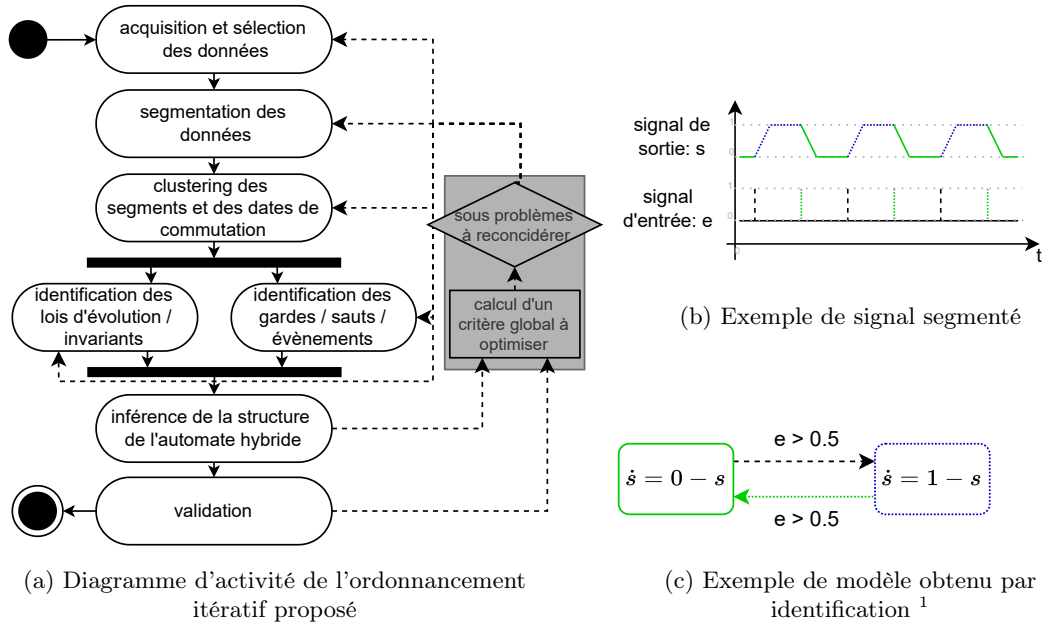 acquisition et sélection
des données
segmentation des
données
clustering des
segments et des dates de
commutation
identification des
lois d'évolution /
invariants
identification des
gardes / sauts /
évènements
inférence de la structure
de l'automate hybride
validation
sous problèmes
à reconcidérer
calcul d'un
critère global à
optimiser
(a) Diagramme d'activité de l'ordonnancement
itératif proposé
signal de
sortie: s
1
0
signal
d'entrée: e
1
0
0
t
(b) Exemple de signal segmenté
e > 0.5
ṡ = 0 − s
ṡ = 1 − s
e > 0.5
(c) Exemple de modèle obtenu par
identification ¹